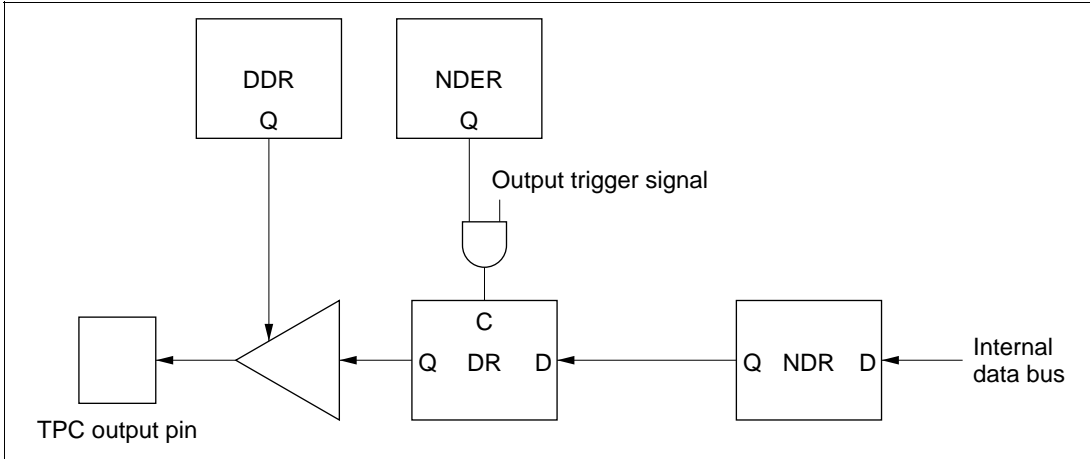 DDR
Q
NDER
Q
Output trigger signal
C
Q DR D
Q NDR D
Internal
data bus
TPC output pin